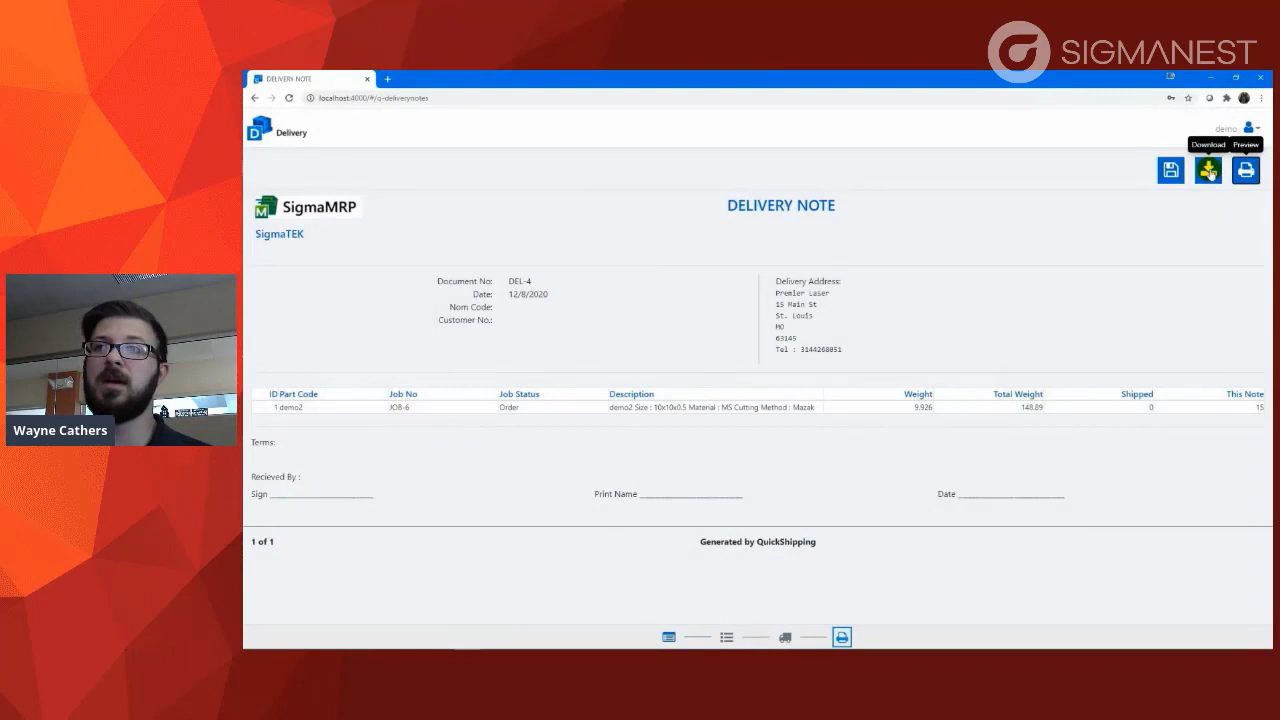 SIGMANEST
DELIVERY NOTE
localhost:4000/#/q-deliverynotes
D Delivery
demo
Download Preview
M SigmaMRP
DELIVERY NOTE
SigmaTEK
Document No: DEL-4
Date: 12/8/2020
Nom Code:
Customer No.:
Delivery Address:
Premier Laser
15 Main St
St. Louis
MO
63145
Tel : 3144268051
ID Part Code Job No Job Status Description Weight Total Weight Shipped This Note
1 demo2 JOB-6 Order demo2 Size : 10x10x0.5 Material : MS Cutting Method : Mazak 9.926 148.89 0 15
Terms:
Recieved By :
Sign Print Name Date
1 of 1 Generated by QuickShipping
Wayne Cathers